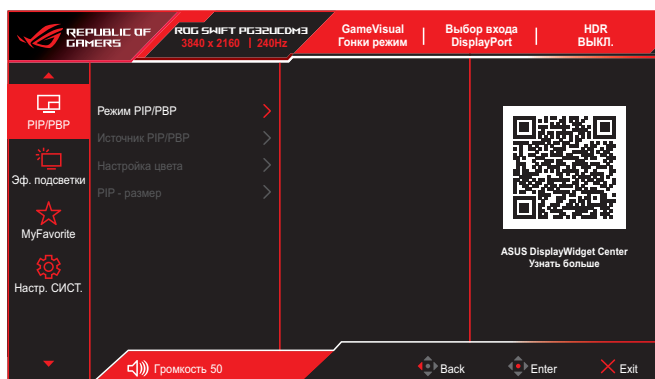 REPUBLIC OF
GAMERS
ROG SWIFT PG32UCDM3
3840 x 2160 | 240Hz
GameVisual
Гонки режим
Выбор входа
DisplayPort
HDR
ВЫКЛ.
PIP/PBP
Эф. подсветки
MyFavorite
Настр. СИСТ.
Режим PIP/PBP
Источник PIP/PBP
Настройка цвета
PIP - размер
ASUS DisplayWidget Center
Узнать больше
Громкость 50
Back
Enter
Exit